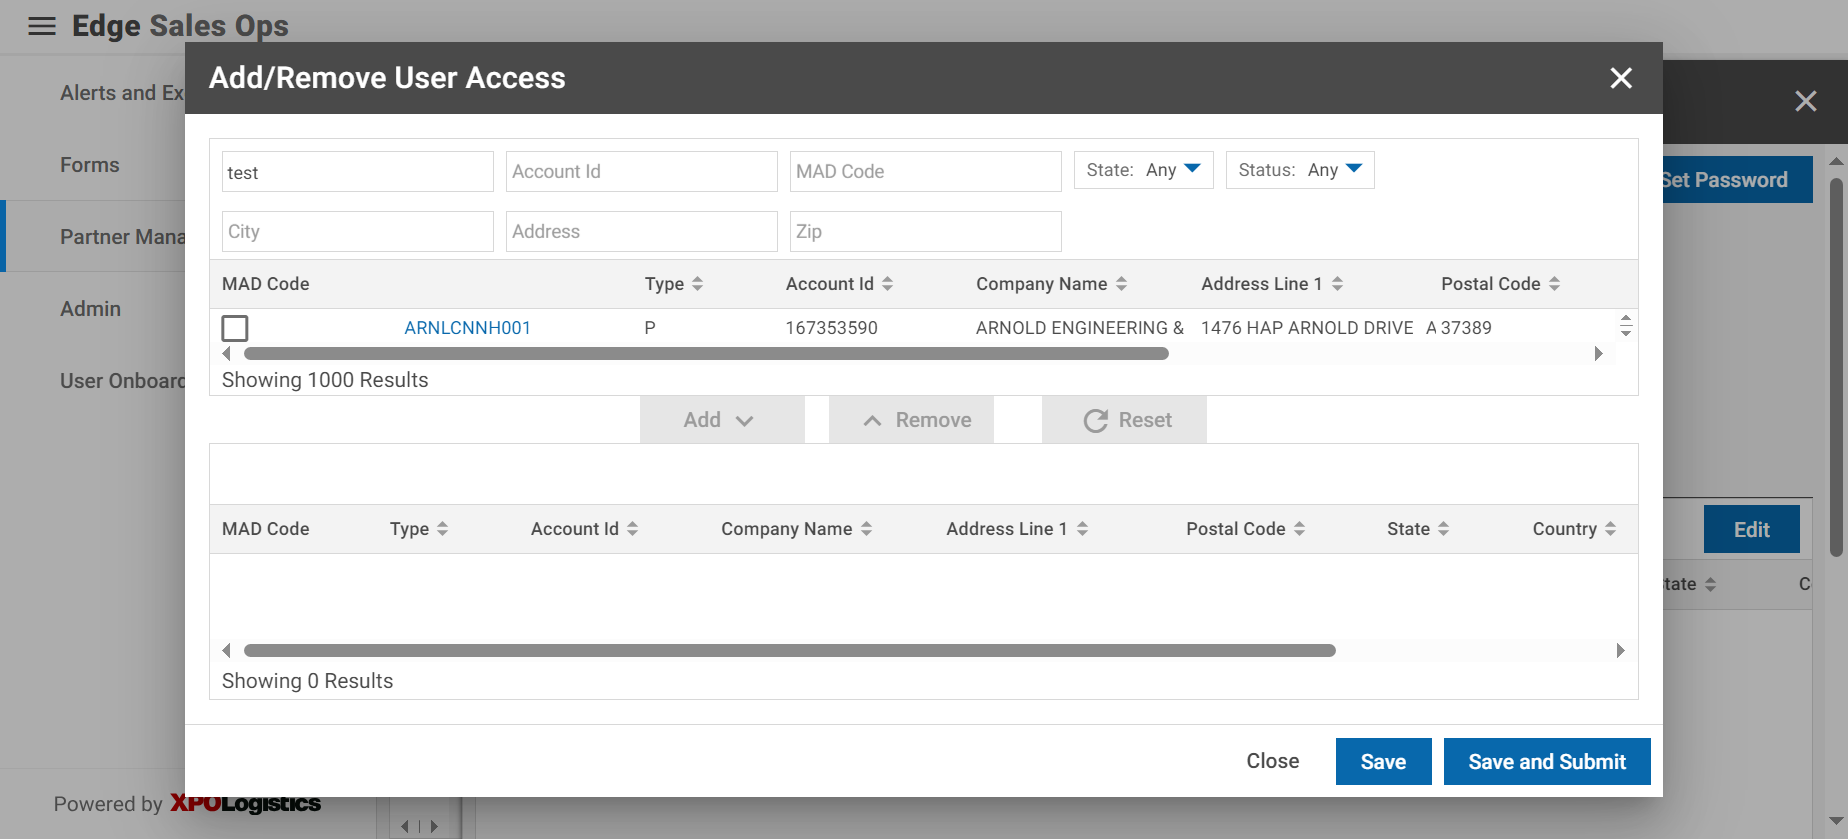 Edge Sales Ops
Alerts and Ex
Forms
Partner Mana
Admin
User Onboard
Powered by XPOLogistics
Add/Remove User Access
test
Account Id
MAD Code
State: Any
Status: Any
City
Address
Zip
MAD Code Type Account Id Company Name Address Line 1 Postal Code
ARNLCNNH001 P 167353590 ARNOLD ENGINEERING & 1476 HAP ARNOLD DRIVE A 37389
Showing 1000 Results
Add Remove Reset
MAD Code Type Account Id Company Name Address Line 1 Postal Code State Country
Showing 0 Results
Close Save Save and Submit
Set Password
Edit
tate C